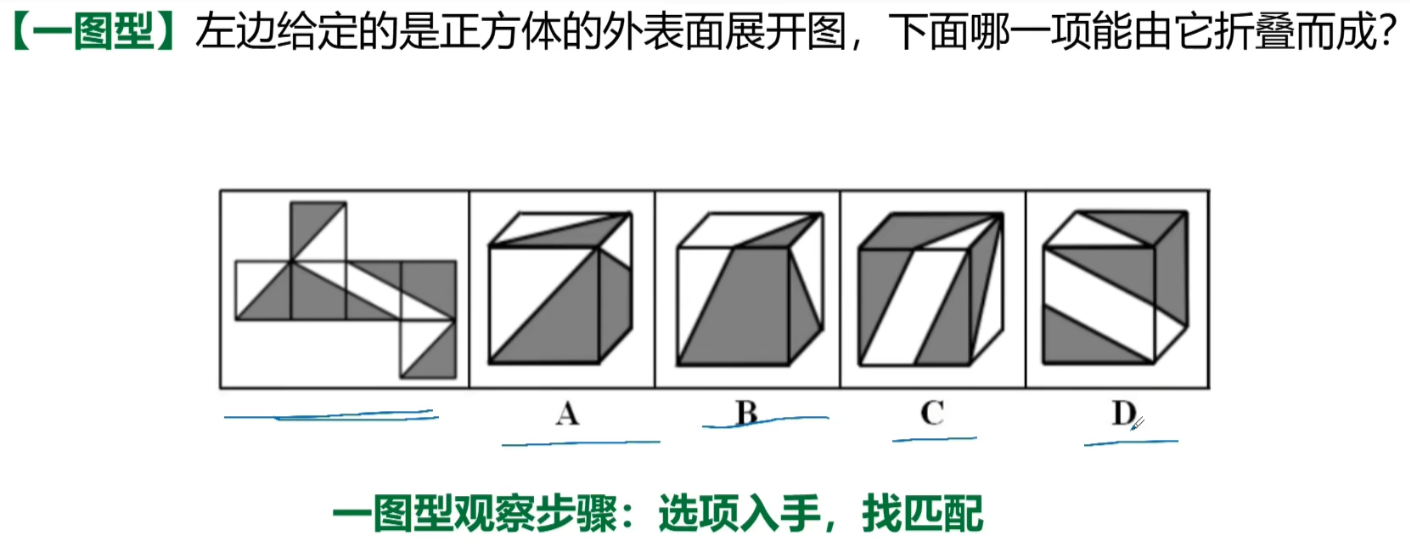 【一图型】左边给定的是正方体的外表面展开图，下面哪一项能由它折叠而成？
A B C D
一图型观察步骤：选项入手，找匹配